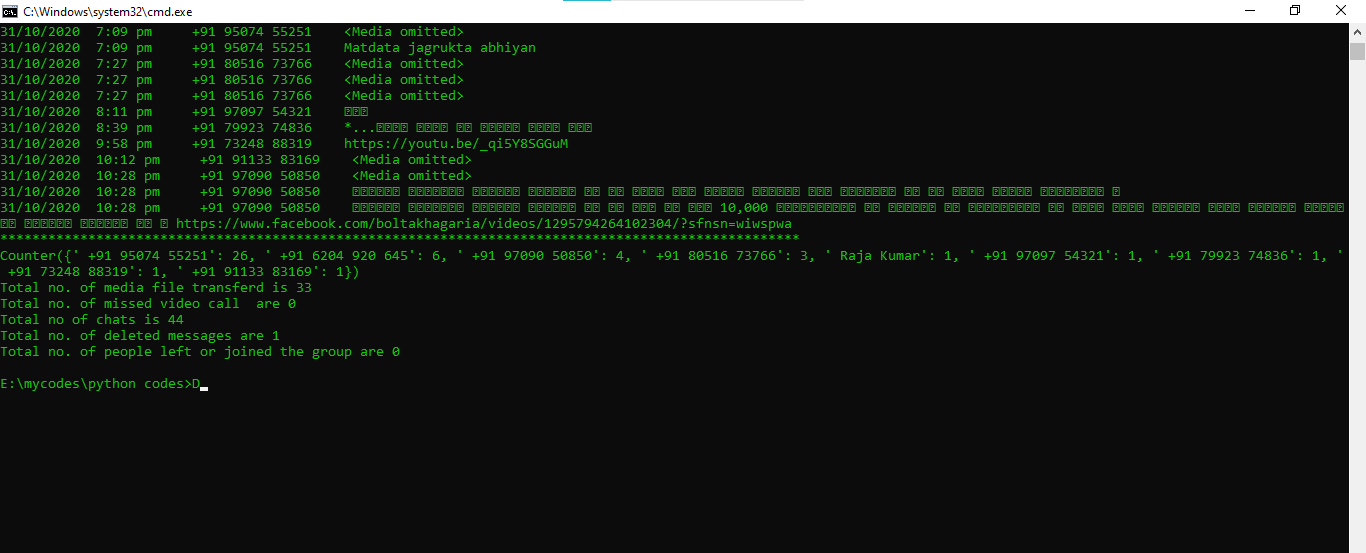 C:\Windows\system32\cmd.exe
31/10/2020 7:09 pm +91 95074 55251 <Media omitted>
31/10/2020 7:09 pm +91 95074 55251 Matdata jagrukta abhiyan
31/10/2020 7:27 pm +91 80516 73766 <Media omitted>
31/10/2020 7:27 pm +91 80516 73766 <Media omitted>
31/10/2020 7:27 pm +91 80516 73766 <Media omitted>
31/10/2020 8:11 pm +91 97097 54321
31/10/2020 8:39 pm +91 79923 74836 *...
31/10/2020 9:58 pm +91 73248 88319 https://youtu.be/_qi5Y8SGGuM
31/10/2020 10:12 pm +91 91133 83169 <Media omitted>
31/10/2020 10:28 pm +91 97090 50850 <Media omitted>
31/10/2020 10:28 pm +91 97090 50850
31/10/2020 10:28 pm +91 97090 50850 10,000
https://www.facebook.com/boltakhagaria/videos/1295794264102304/?sfnsn=wiwspwa
****************************************************************************************************
Counter({' +91 95074 55251': 26, ' +91 6204 920 645': 6, ' +91 97090 50850': 4, ' +91 80516 73766': 3, ' Raja Kumar': 1, ' +91 97097 54321': 1, ' +91 79923 74836': 1, '
+91 73248 88319': 1, ' +91 91133 83169': 1})
Total no. of media file transferd is 33
Total no. of missed video call  are 0
Total no of chats is 44
Total no. of deleted messages are 1
Total no. of people left or joined the group are 0
E:\mycodes\python codes>D_